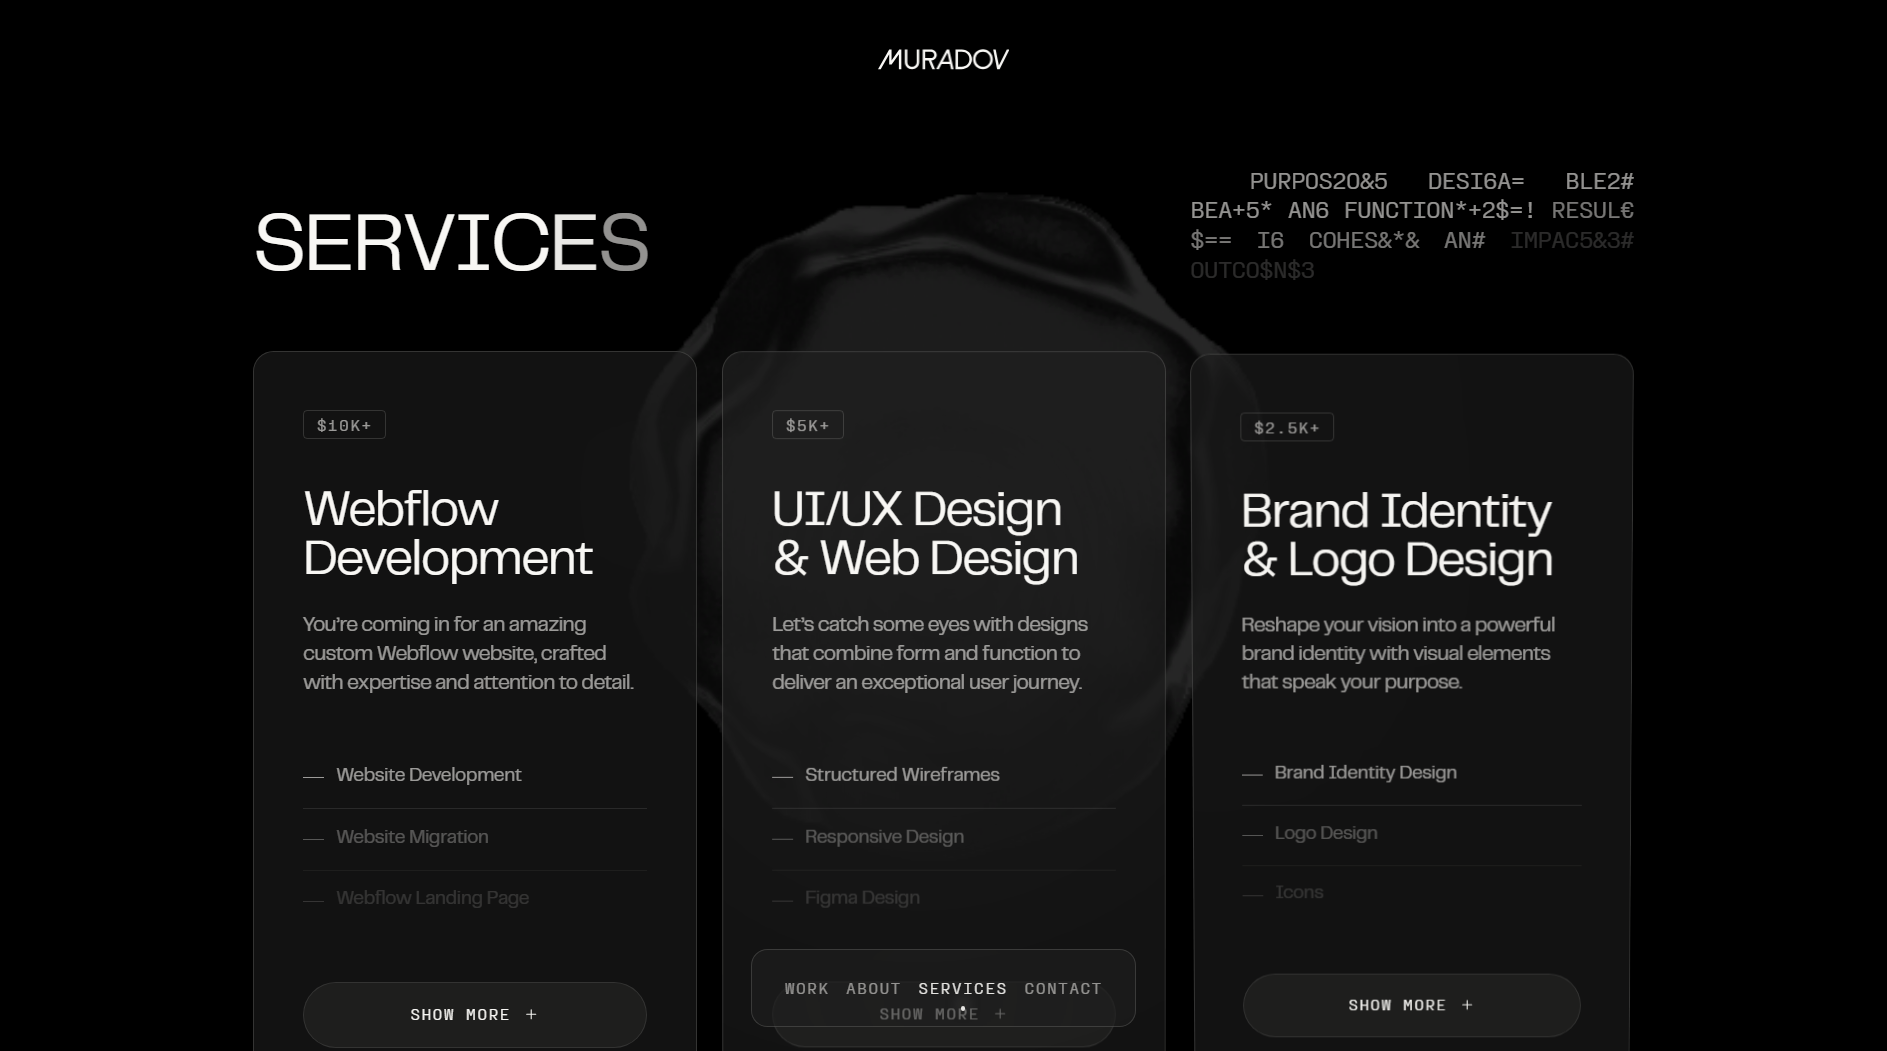 MURADOV
SERVICES
PURPOS2O&5 DESI6A= BLE2#
BEA+5* AN6 FUNCTION*+2$=! RESUL€
$== I6 COHES&*& AN# IMPAC5&3#
OUTCO$N$3
$10K+
Webflow
Development
You're coming in for an amazing
custom Webflow website, crafted
with expertise and attention to detail.
— Website Development
— Website Migration
— Webflow Landing Page
SHOW MORE +
$5K+
UI/UX Design
& Web Design
Let's catch some eyes with designs
that combine form and function to
deliver an exceptional user journey.
— Structured Wireframes
— Responsive Design
— Figma Design
SHOW MORE +
$2.5K+
Brand Identity
& Logo Design
Reshape your vision into a powerful
brand identity with visual elements
that speak your purpose.
— Brand Identity Design
— Logo Design
— Icons
SHOW MORE +
WORK ABOUT SERVICES CONTACT